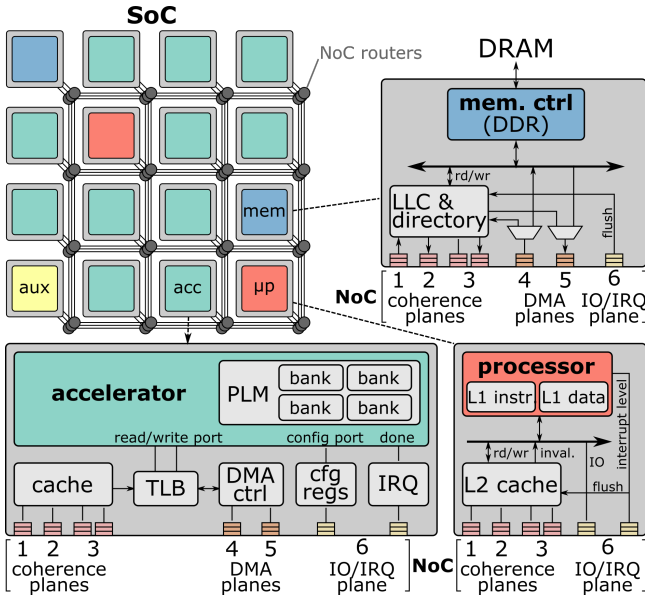 SoC
NoC routers
mem
aux
acc
µp
DRAM
mem. ctrl
(DDR)
rd/wr
LLC &
directory
flush
1 2 3 4 5 6
NoC
coherence
planes
DMA
planes
IO/IRQ
plane
accelerator
PLM
bank bank
bank bank
read/write port
config port
done
cache
TLB
DMA
ctrl
cfg
regs
IRQ
1 2 3 4 5 6
coherence
planes
DMA
planes
IO/IRQ
plane
NoC
processor
L1 instr.
L1 data
interrupt level
rd/wr
inval.
IO
L2 cache
flush
1 2 3 6
coherence
planes
IO/IRQ
plane